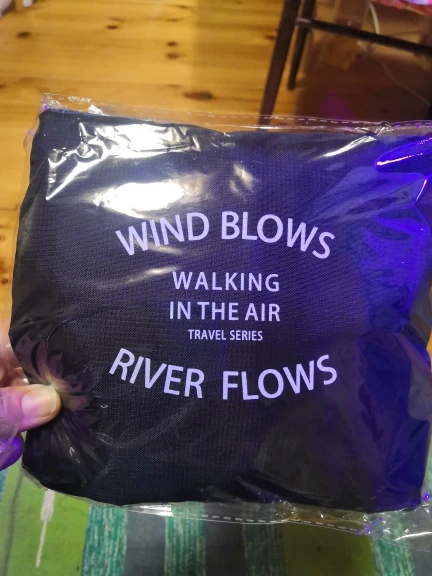 WIND BLOWS
WALKING
IN THE AIR
TRAVEL SERIES
RIVER FLOWS